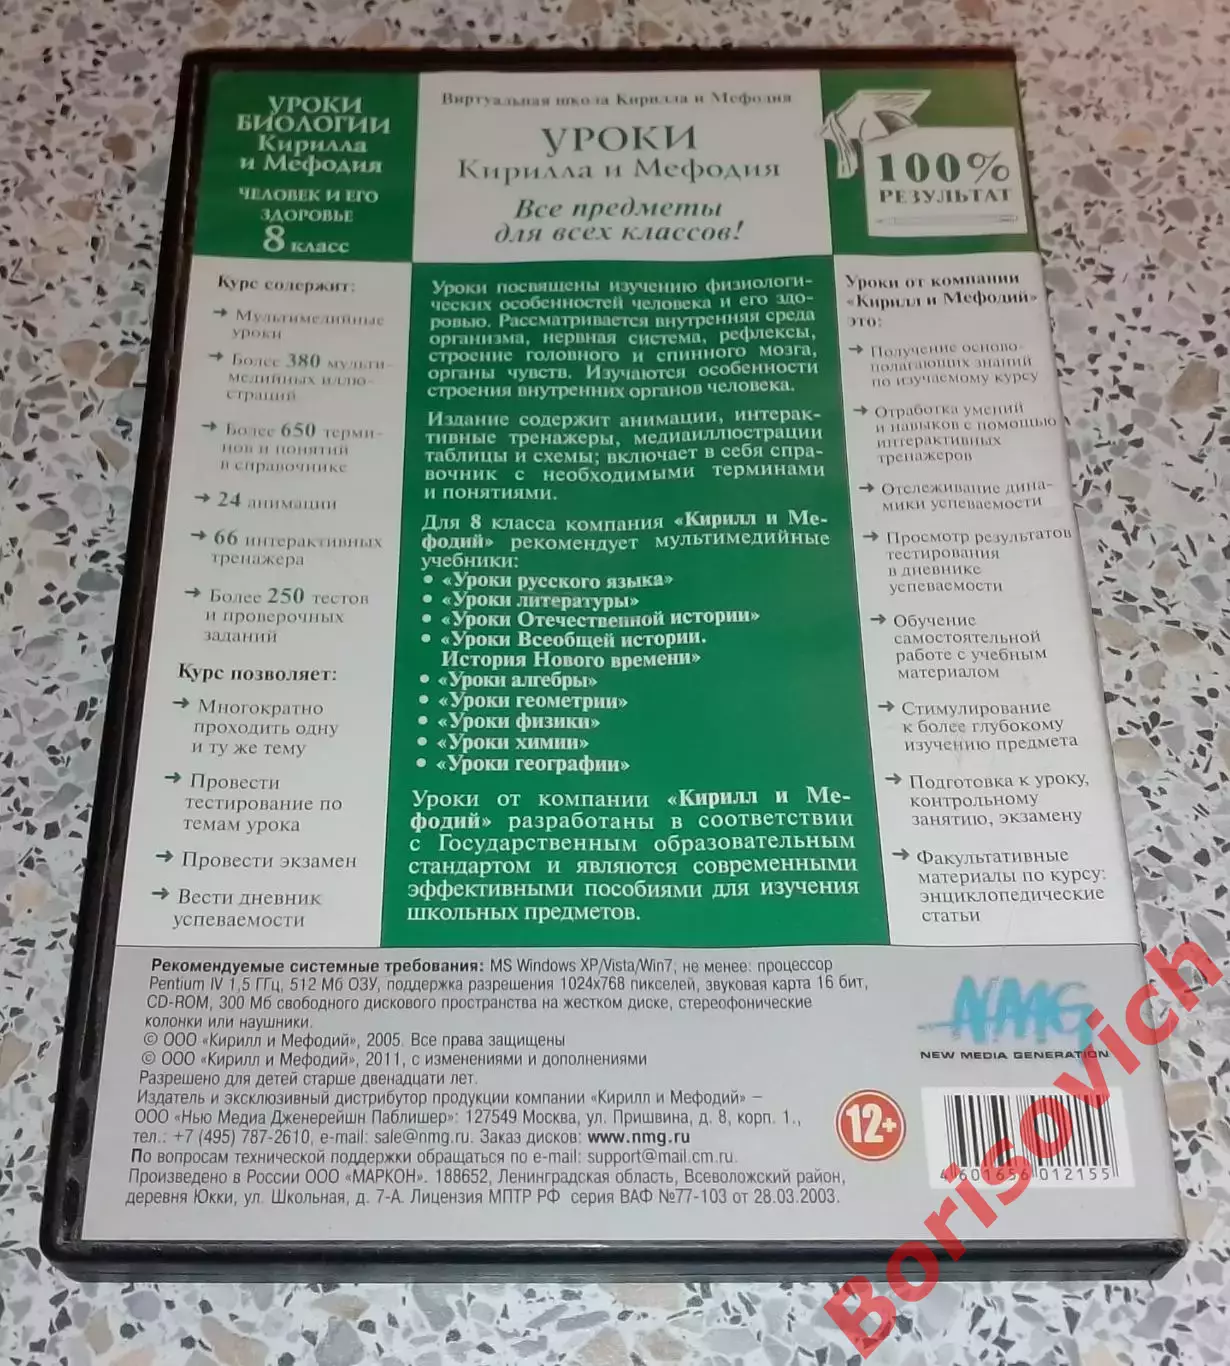 УРОКИ
БИОЛОГИИ
Кирилла
и Мефодия
ЧЕЛОВЕК И ЕГО
ЗДОРОВЬЕ
8 класс
Виртуальная школа Кирилла и Мефодия
УРОКИ
Кирилла и Мефодия
Все предметы
для всех классов!
100%
РЕЗУЛЬТАТ
Курс содержит:
→ Мультимедийные
уроки
→ Более 380 мульти-
медийных иллю-
страций
→ Более 650 терми-
нов и понятий
в справочнике
→ 24 анимации
→ 66 интерактивных
тренажера
→ Более 250 тестов
и проверочных
заданий
Курс позволяет:
→ Многократно
проходить одну
и ту же тему
→ Провести
тестирование по
темам урока
→ Провести экзамен
→ Вести дневник
успеваемости
Уроки посвящены изучению физиологи-
ческих особенностей человека и его здо-
ровью. Рассматривается внутренняя среда
организма, нервная система, рефлексы,
строение головного и спинного мозга,
органы чувств. Изучаются особенности
строения внутренних органов человека.
Издание содержит анимации, интерак-
тивные тренажеры, медиаиллюстрации
таблицы и схемы; включает в себя спра-
вочник с необходимыми терминами
и понятиями.
Для 8 класса компания «Кирилл и Ме-
фодий» рекомендует мультимедийные
учебники:
• «Уроки русского языка»
• «Уроки литературы»
• «Уроки Отечественной истории»
• «Уроки Всеобщей истории.
История Нового времени»
• «Уроки алгебры»
• «Уроки геометрии»
• «Уроки физики»
• «Уроки химии»
• «Уроки географии»
Уроки от компании «Кирилл и Ме-
фодий» разработаны в соответствии
с Государственным образовательным
стандартом и являются современными
эффективными пособиями для изучения
школьных предметов.
Уроки от компании
«Кирилл и Мефодий»
это:
→ Получение осново-
полагающих знаний
по изучаемому курсу
→ Отработка умений
и навыков с помощью
интерактивных
тренажеров
→ Отслеживание дина-
мики успеваемости
→ Просмотр результатов
тестирования
в дневнике
успеваемости
→ Обучение
самостоятельной
работе с учебным
материалом
→ Стимулирование
к более глубокому
изучению предмета
→ Подготовка к уроку,
контрольному
занятию, экзамену
→ Факультативные
материалы по курсу:
энциклопедические
статьи
Рекомендуемые системные требования: MS Windows XP/Vista/Win7, не менее: процессор
Pentium IV 1,5 ГГц, 512 Мб ОЗУ, поддержка разрешения 1024x768 пикселей, звуковая карта 16 бит,
CD-ROM, 300 Мб свободного дискового пространства на жестком диске, стереофонические
колонки или наушники.
© ООО «Кирилл и Мефодий», 2005. Все права защищены
© ООО «Кирилл и Мефодий», 2011, с изменениями и дополнениями
Разрешено для детей старше двенадцати лет.
Издатель и эксклюзивный дистрибутор продукции компании «Кирилл и Мефодий» –
ООО «Нью Медиа Дженерейшн Паблишер»: 127549 Москва, ул. Пришвина, д. 8, корп. 1.,
тел.: +7 (495) 787-2610, e-mail: sale@nmg.ru. Заказ дисков: www.nmg.ru
По вопросам технической поддержки обращаться по e-mail: support@mail.cm.ru.
Произведено в России ООО «МАРКОН». 188652, Ленинградская область, Всеволожский район,
деревня Юкки, ул. Школьная, д. 7-А. Лицензия МПТР РФ серия ВАФ №77-103 от 28.03.2003.
NMG
NEW MEDIA GENERATION
12+
4 601656 012155
Borisovich